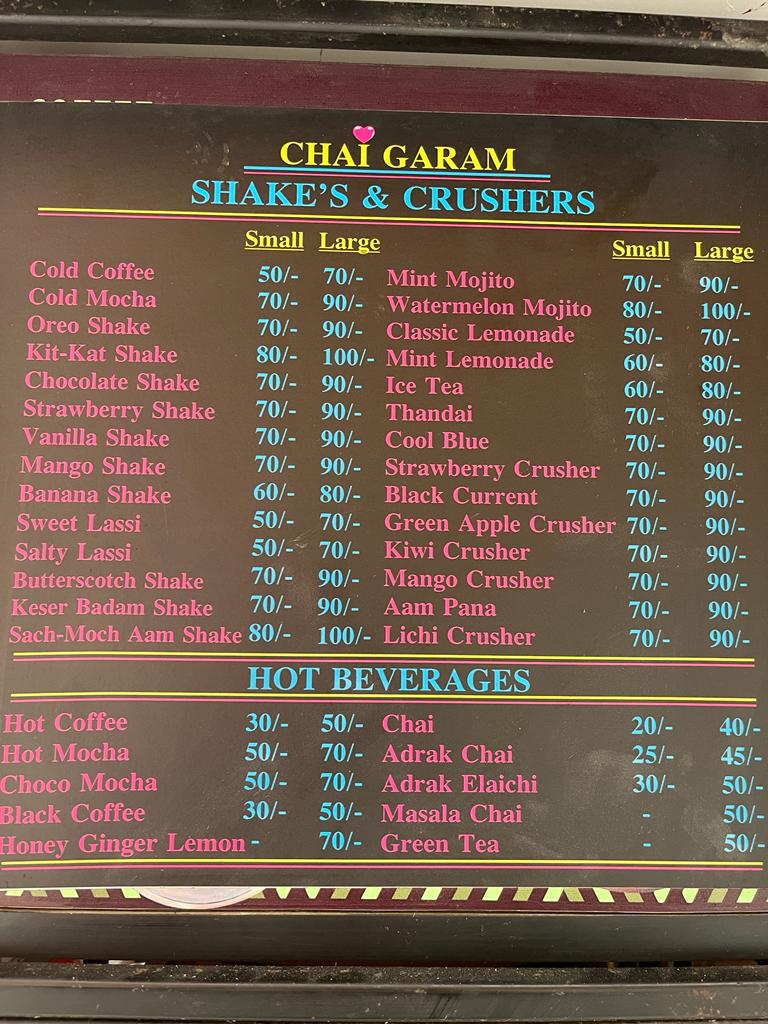 CHAI GARAM
SHAKE'S & CRUSHERS
Small Large
Cold Coffee 50/- 70/-
Cold Mocha 70/- 90/-
Oreo Shake 70/- 90/-
Kit-Kat Shake 80/- 100/-
Chocolate Shake 70/- 90/-
Strawberry Shake 70/- 90/-
Vanilla Shake 70/- 90/-
Mango Shake 70/- 90/-
Banana Shake 60/- 80/-
Sweet Lassi 50/- 70/-
Salty Lassi 50/- 70/-
Butterscotch Shake 70/- 90/-
Keser Badam Shake 70/- 90/-
Sach-Moch Aam Shake 80/- 100/-
Small Large
Mint Mojito 70/- 90/-
Watermelon Mojito 80/- 100/-
Classic Lemonade 50/- 70/-
Mint Lemonade 60/- 80/-
Ice Tea 60/- 80/-
Thandai 70/- 90/-
Cool Blue 70/- 90/-
Strawberry Crusher 70/- 90/-
Black Current 70/- 90/-
Green Apple Crusher 70/- 90/-
Kiwi Crusher 70/- 90/-
Mango Crusher 70/- 90/-
Aam Pana 70/- 90/-
Lichi Crusher 70/- 90/-
HOT BEVERAGES
Hot Coffee 30/- 50/-
Hot Mocha 50/- 70/-
Choco Mocha 50/- 70/-
Black Coffee 30/- 50/-
Honey Ginger Lemon - 70/-
Chai 20/- 40/-
Adrak Chai 25/- 45/-
Adrak Elaichi 30/- 50/-
Masala Chai - 50/-
Green Tea - 50/-